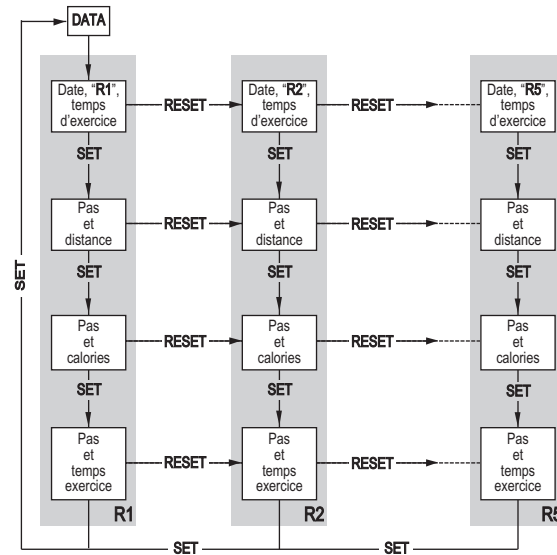 DATA
Date, “R1”,
temps
d’exercice
RESET
Date, “R2”,
temps
d’exercice
RESET
Date, “R5”,
temps
d’exercice
SET
SET
SET
Pas
et
distance
RESET
Pas
et
distance
RESET
Pas
et
distance
SET
SET
SET
SET
Pas
et
calories
RESET
Pas
et
calories
RESET
Pas
et
calories
SET
SET
SET
Pas
et
temps
exercice
RESET
Pas
et
temps
exercice
RESET
Pas
et
temps
exercice
R1
R2
R5
SET
SET